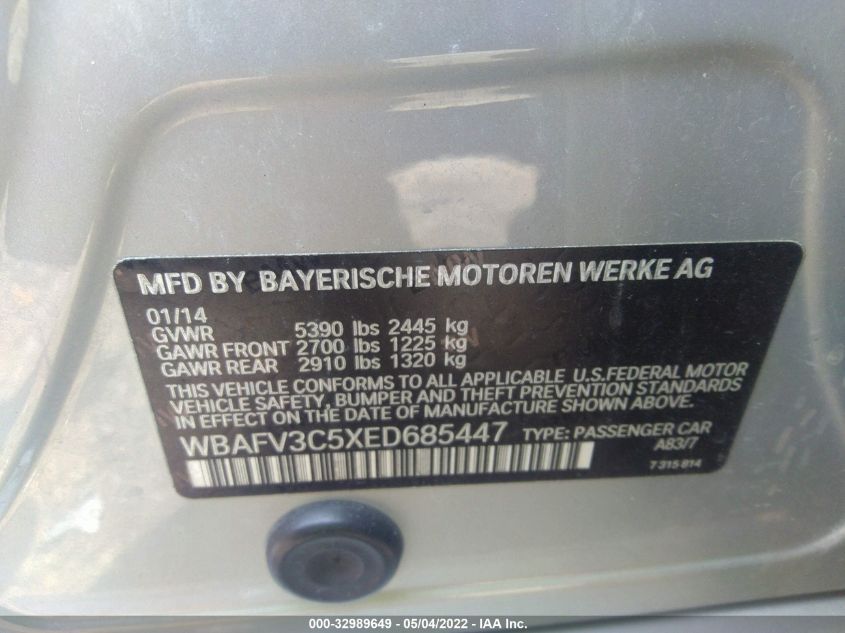 MFD BY BAYERISCHE MOTOREN WERKE AG
01/14
GVWR 5390 lbs 2445 kg
GAWR FRONT 2700 lbs 1225 kg
GAWR REAR 2910 lbs 1320 kg
THIS VEHICLE CONFORMS TO ALL APPLICABLE U.S.FEDERAL MOTOR
VEHICLE SAFETY, BUMPER AND THEFT PREVENTION STANDARDS
IN EFFECT ON THE DATE OF MANUFACTURE SHOWN ABOVE.
WBAFV3C5XED685447 TYPE: PASSENGER CAR
A83/7
7 315 814
000-32989649 - 05/04/2022 - IAA Inc.